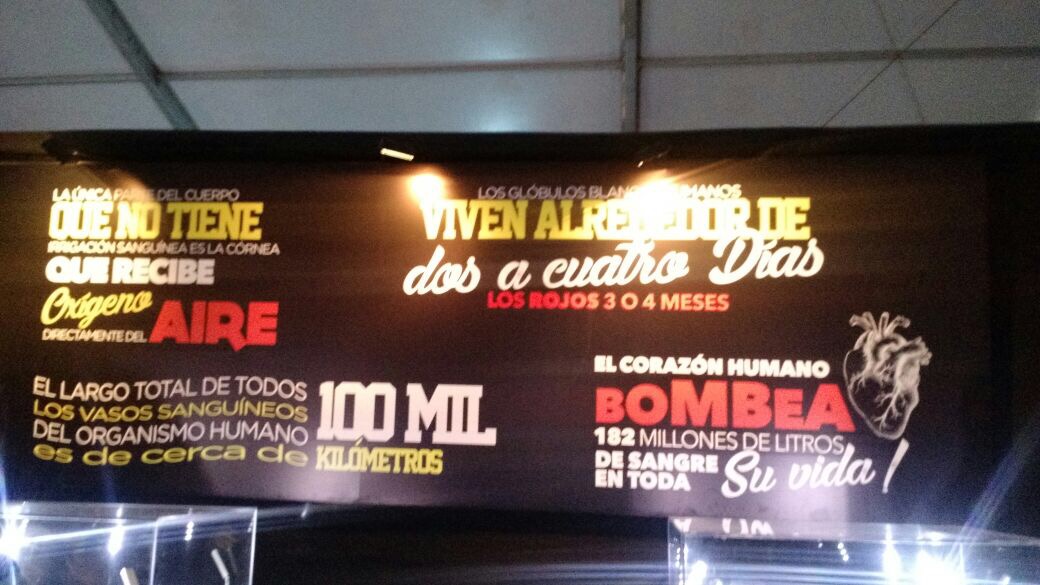 LA ÚNICA PARTE DEL CUERPO
QUE NO TIENE
IRRIGACIÓN SANGUÍNEA ES LA CÓRNEA
QUE RECIBE
Oxígeno
DIRECTAMENTE DEL AIRE
LOS GLÓBULOS BLANCOS HUMANOS
VIVEN ALREDEDOR DE
dos a cuatro Días
LOS ROJOS 3 O 4 MESES
EL LARGO TOTAL DE TODOS
LOS VASOS SANGUÍNEOS
DEL ORGANISMO HUMANO
es de cerca de
100 MIL
KILÓMETROS
EL CORAZÓN HUMANO
BOMBEA
182 MILLONES DE LITROS
DE SANGRE
EN TODA
Su vida!